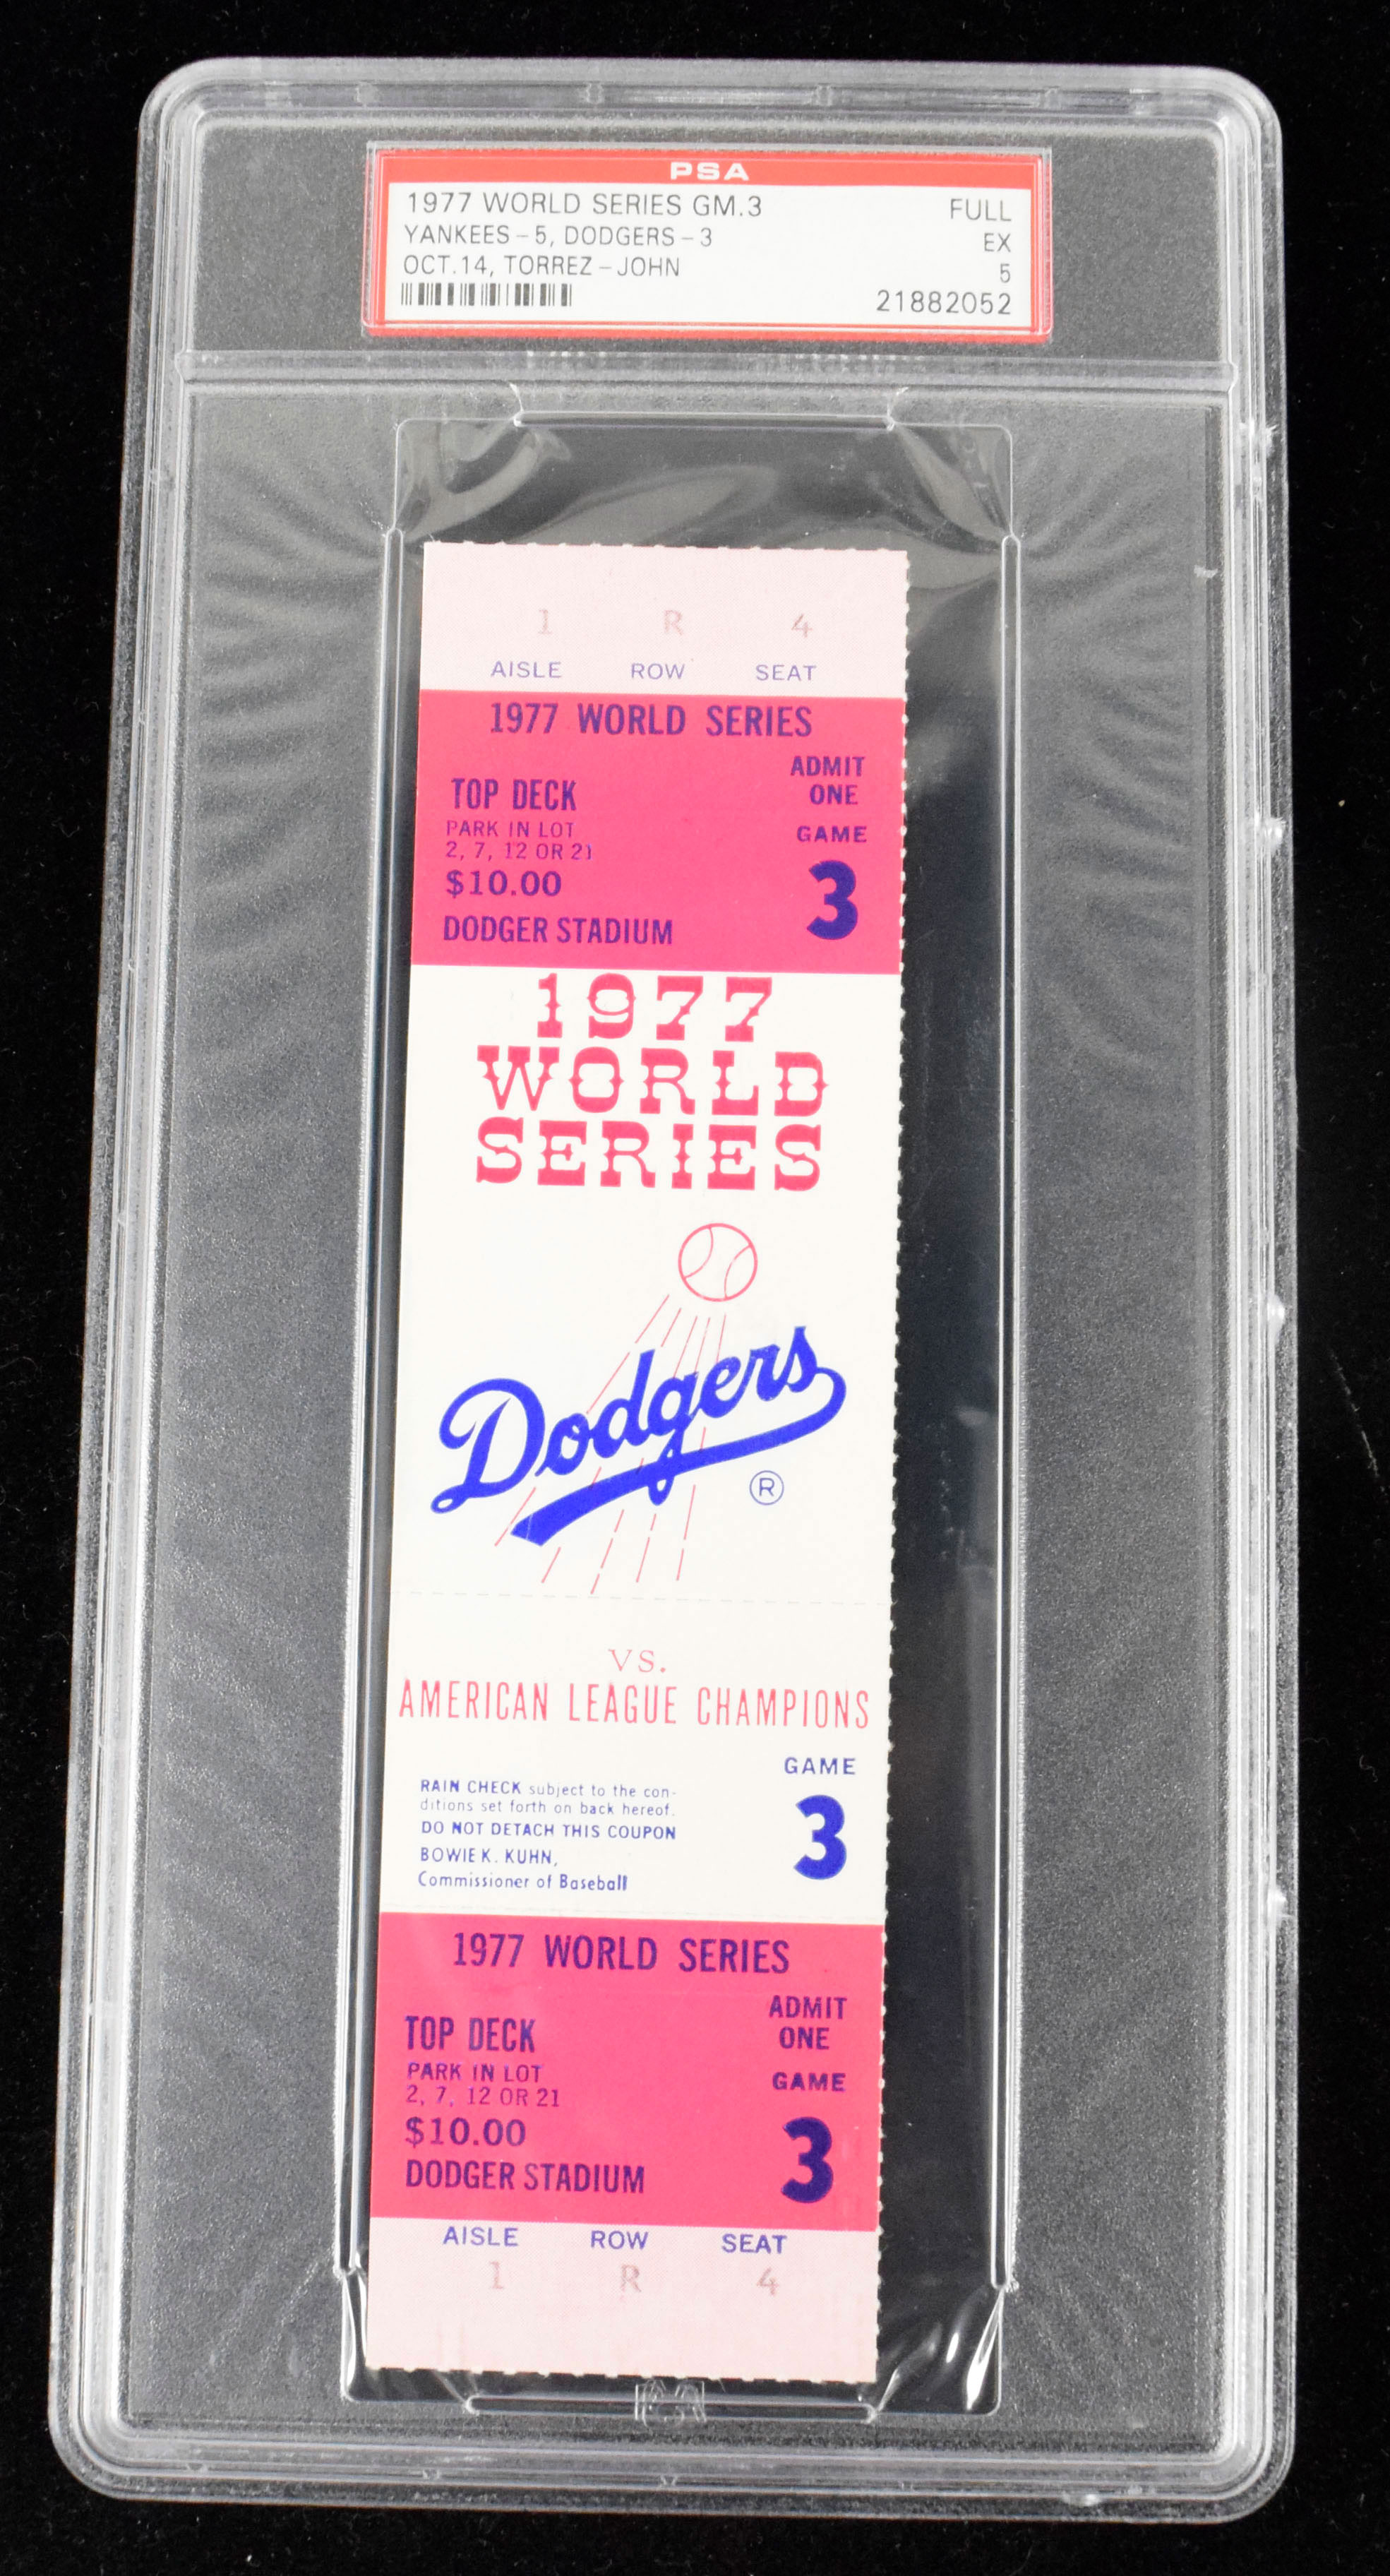 PSA
1977 WORLD SERIES GM.3 FULL
YANKEES-5, DODGERS-3 EX
OCT.14, TORREZ-JOHN 5
21882052
1 R 4
AISLE ROW SEAT
1977 WORLD SERIES
ADMIT
ONE
TOP DECK
PARK IN LOT
2, 7, 12 OR 21
GAME
$10.00
3
DODGER STADIUM
1977
WORLD
SERIES
Dodgers
®
VS.
AMERICAN LEAGUE CHAMPIONS
GAME
3
RAIN CHECK subject to the con-
ditions set forth on back hereof.
DO NOT DETACH THIS COUPON
BOWIE K. KUHN,
Commissioner of Baseball
1977 WORLD SERIES
ADMIT
ONE
TOP DECK
PARK IN LOT
2, 7, 12 OR 21
GAME
$10.00
3
DODGER STADIUM
AISLE ROW SEAT
1 R 4